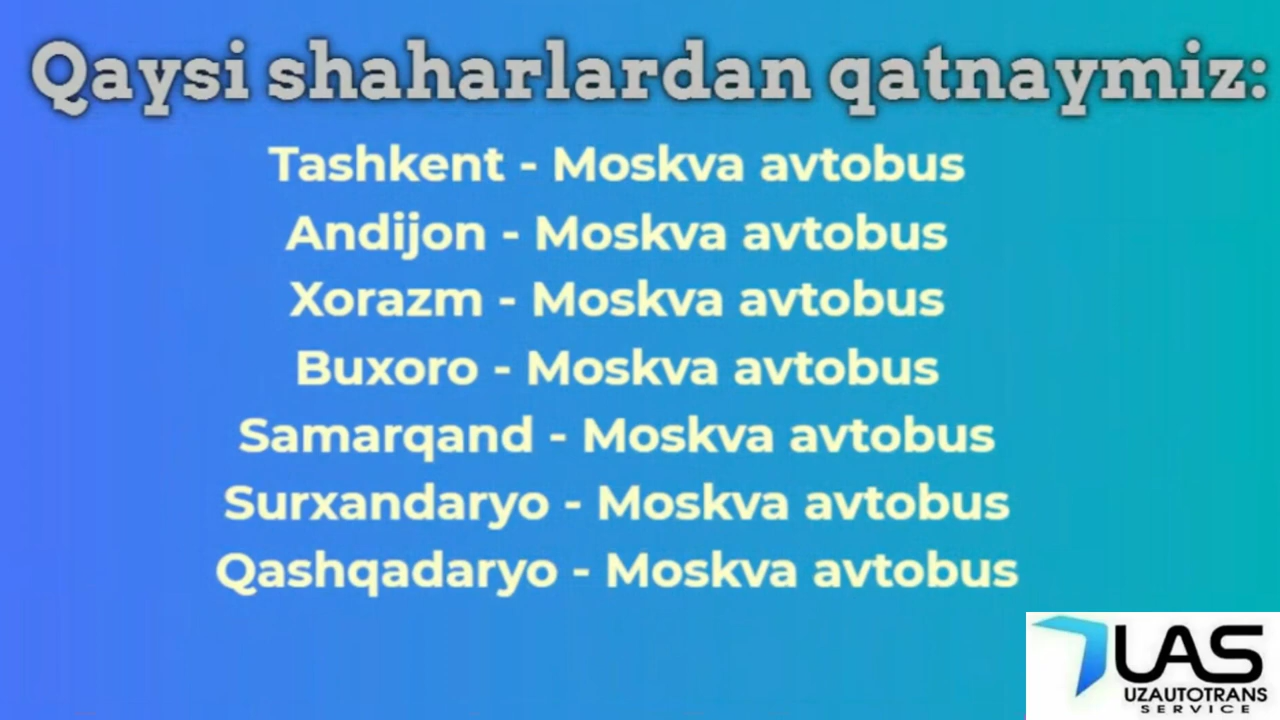 Qaysi shaharlardan qatnaymiz:
Tashkent - Moskva avtobus
Andijon - Moskva avtobus
Xorazm - Moskva avtobus
Buxoro - Moskva avtobus
Samarqand - Moskva avtobus
Surxandaryo - Moskva avtobus
Qashqadaryo - Moskva avtobus
UAS
UZAUTOTRANS
SERVICE